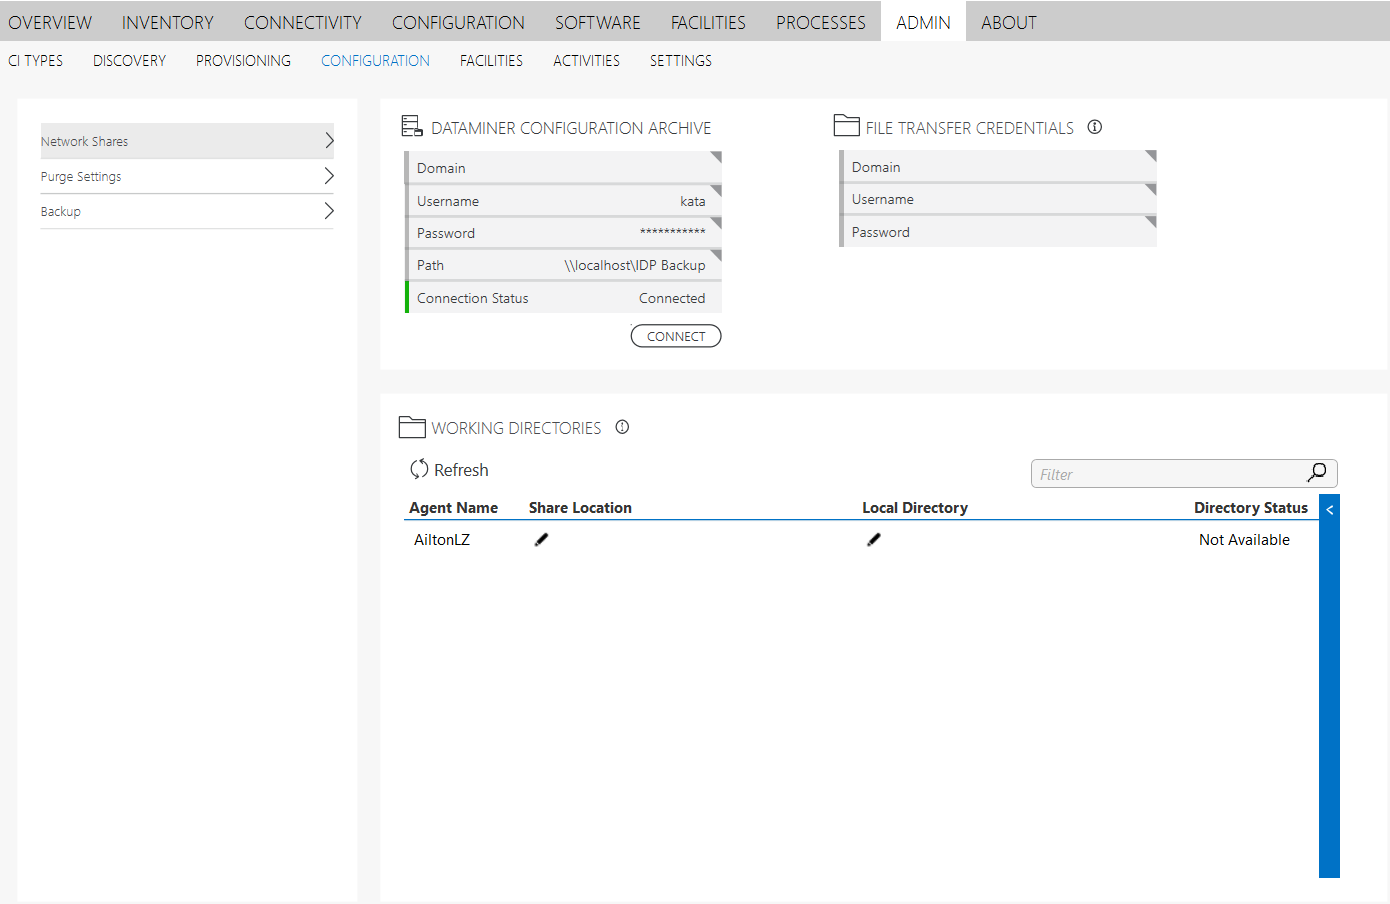 OVERVIEW INVENTORY CONNECTIVITY CONFIGURATION SOFTWARE FACILITIES PROCESSES ADMIN ABOUT
CI TYPES DISCOVERY PROVISIONING CONFIGURATION FACILITIES ACTIVITIES SETTINGS
Network Shares
Purge Settings
Backup
DATAMINER CONFIGURATION ARCHIVE
Domain
Username kata
Password ***********
Path \\localhost\IDP Backup
Connection Status Connected
CONNECT
FILE TRANSFER CREDENTIALS
Domain
Username
Password
WORKING DIRECTORIES
Refresh
Filter
Agent Name Share Location Local Directory Directory Status <
AiltonLZ Not Available